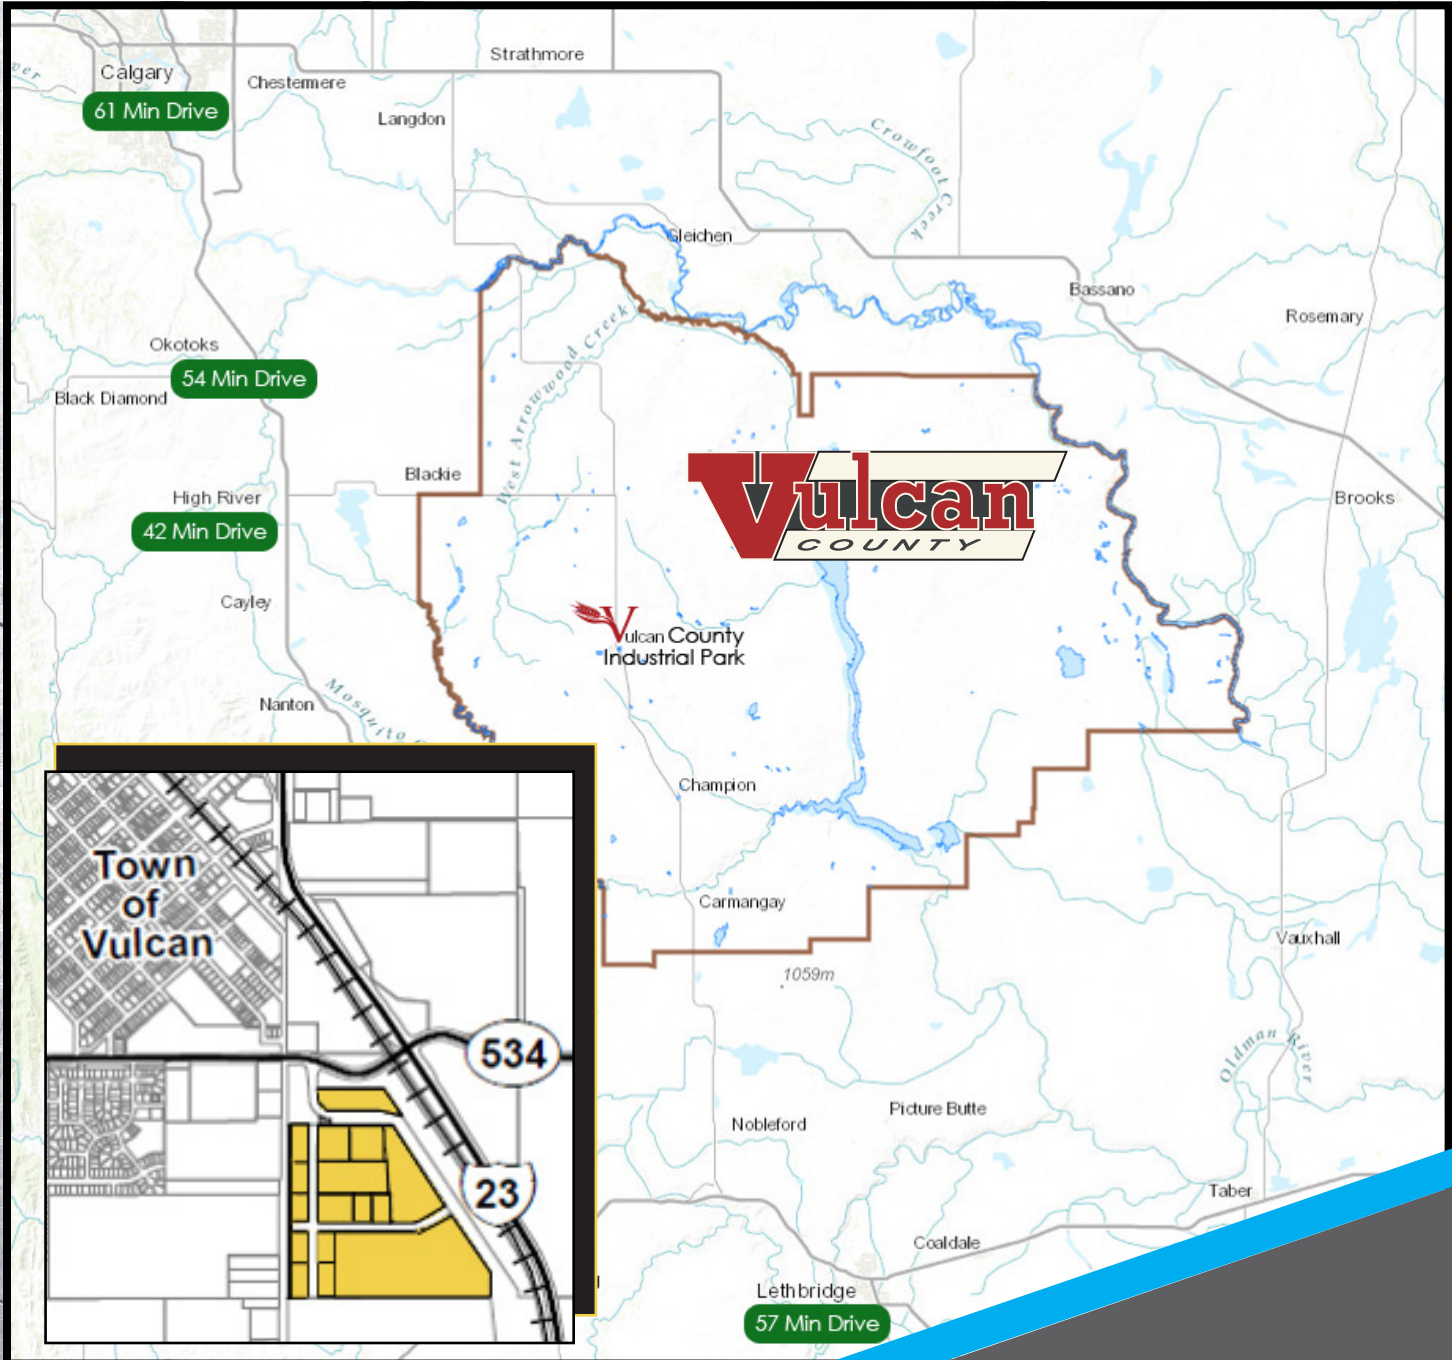 Strathmore
Calgary
61 Min Drive
Chestermere
Langdon
Crowfoot Creek
Gleichen
Bassano
Rosemary
Okotoks
54 Min Drive
Black Diamond
West Arrowwood Creek
Blackie
High River
42 Min Drive
Vulcan
COUNTY
Brooks
Cayley
Vulcan County
Industrial Park
Nanton
Mosquito
Champion
Carmangay
1059m
Vauxhall
Oldman River
Picture Butte
Nobleford
Taber
Coaldale
Lethbridge
57 Min Drive
Town
of
Vulcan
534
23